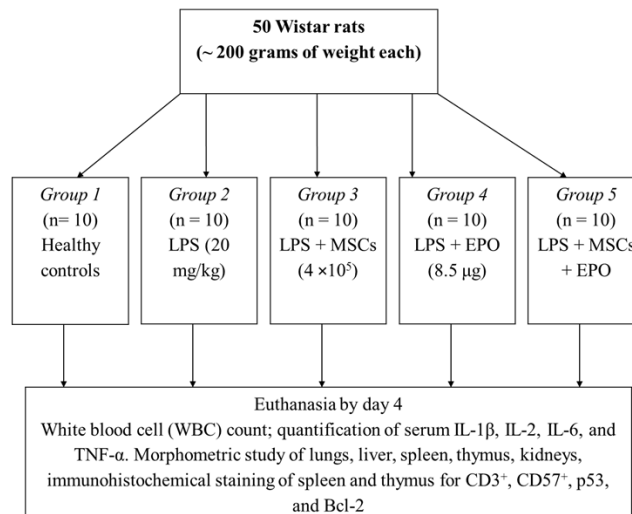 50 Wistar rats
(~ 200 grams of weight each)
Group 1
(n= 10)
Healthy
controls
Group 2
(n = 10)
LPS (20
mg/kg)
Group 3
(n = 10)
LPS + MSCs
(4 ×10⁵)
Group 4
(n = 10)
LPS + EPO
(8.5 μg)
Group 5
(n = 10)
LPS + MSCs
+ EPO
Euthanasia by day 4
White blood cell (WBC) count; quantification of serum IL-1β, IL-2, IL-6, and
TNF-α. Morphometric study of lungs, liver, spleen, thymus, kidneys,
immunohistochemical staining of spleen and thymus for CD3⁺, CD57⁺, p53,
and Bcl-2